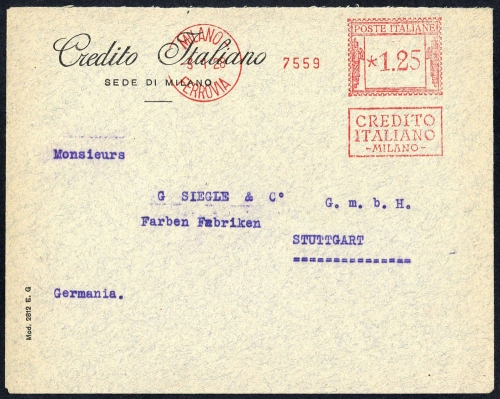 Credito Italiano
SEDE DI MILANO
MILANO
FERROVIA
7559
POSTE ITALIANE
*1.25
CREDITO
ITALIANO
-MILANO-
Monsieurs
G SIEGLE & Cº G. m. b. H.
Farben Fabriken
STUTTGART
Germania.
Mod. 2812 E. G